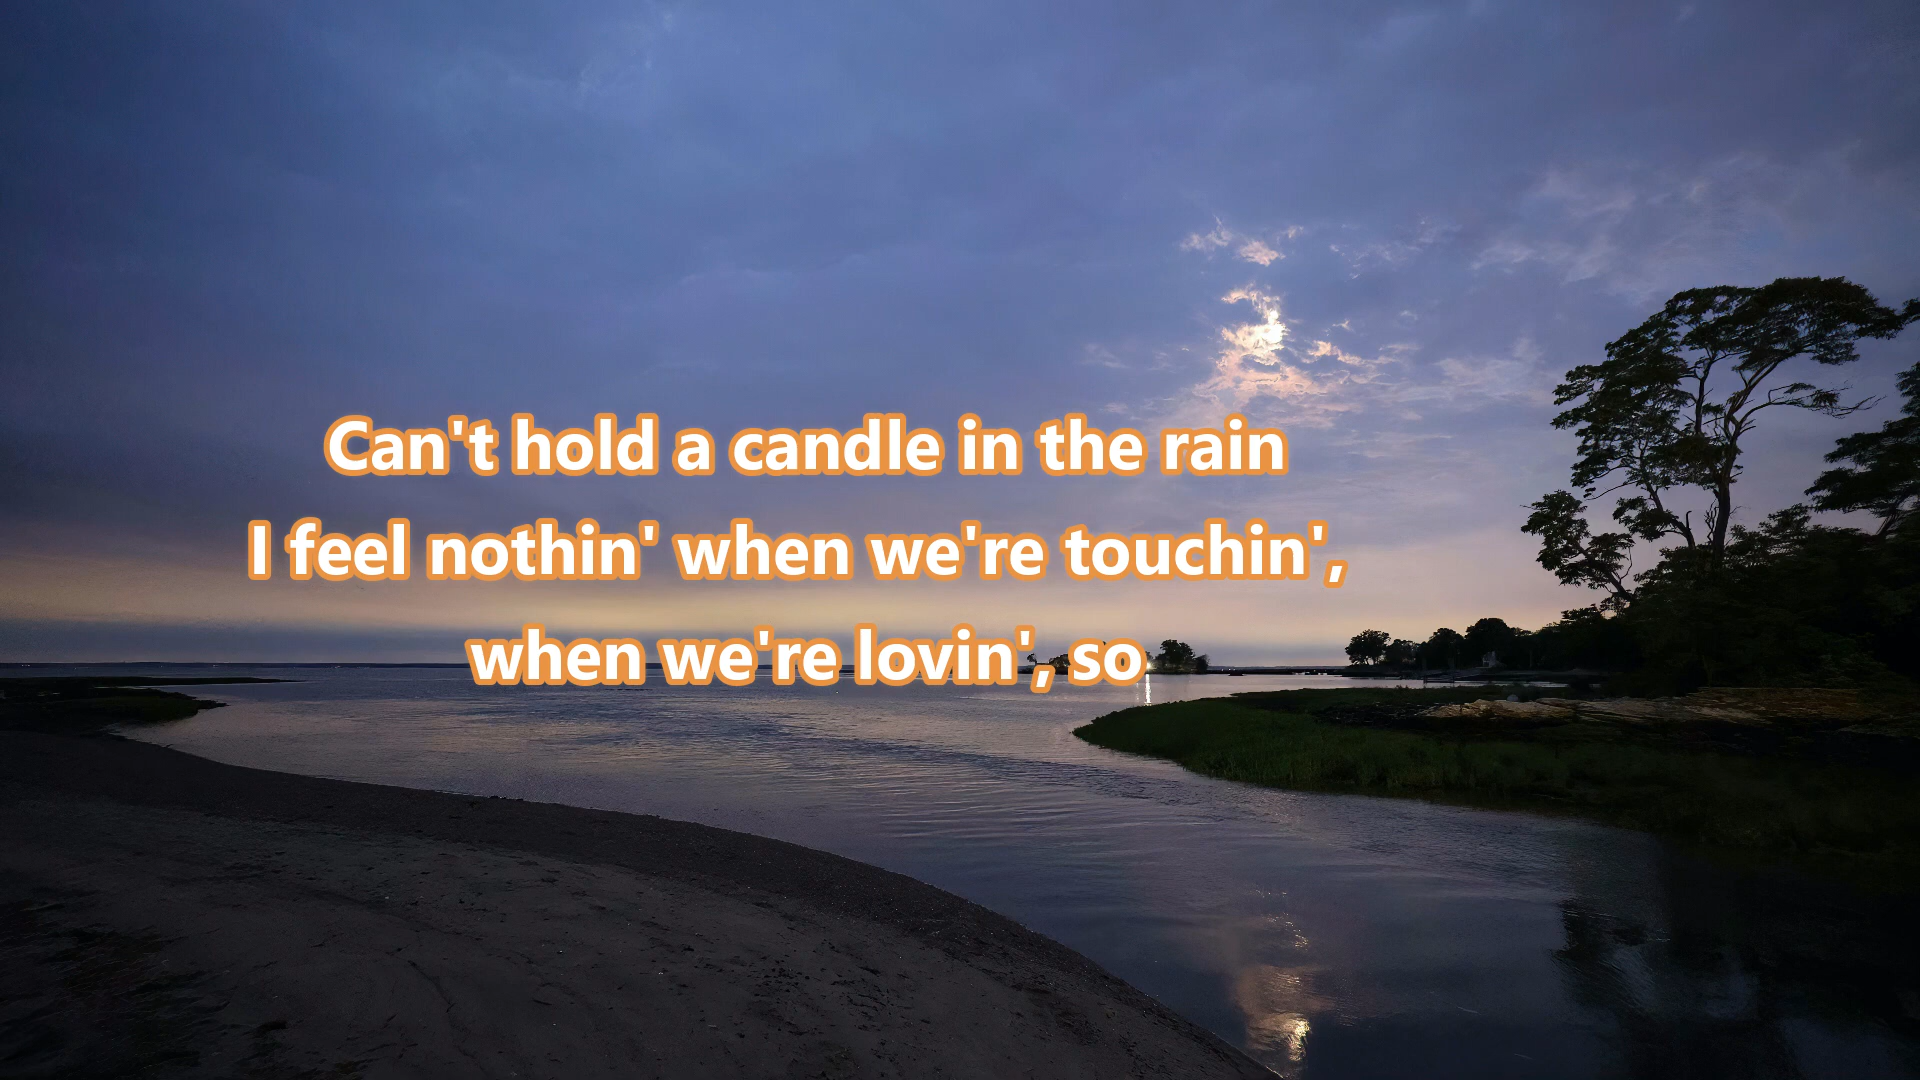 Can't hold a candle in the rain
I feel nothin' when we're touchin',
when we're lovin', so